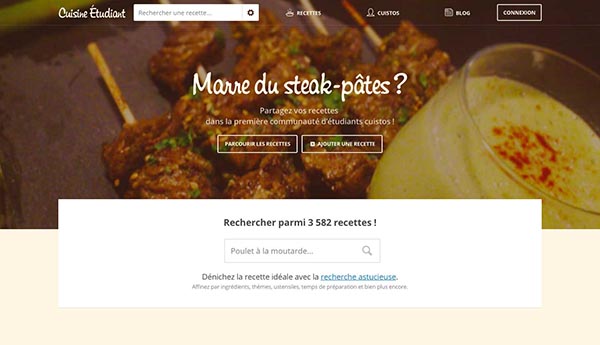 Cuisine Étudiant
Rechercher une recette...
RECETTES
CUISTOS
BLOG
CONNEXION
Marre du steak-pâtes ?
Partagez vos recettes
dans la première communauté d'étudiants cuistos !
PARCOURIR LES RECETTES
AJOUTER UNE RECETTE
Rechercher parmi 3 582 recettes !
Poulet à la moutarde...
Dénichez la recette idéale avec la recherche astucieuse.
Affinez par ingrédients, thèmes, ustensiles, temps de préparation et bien plus encore.